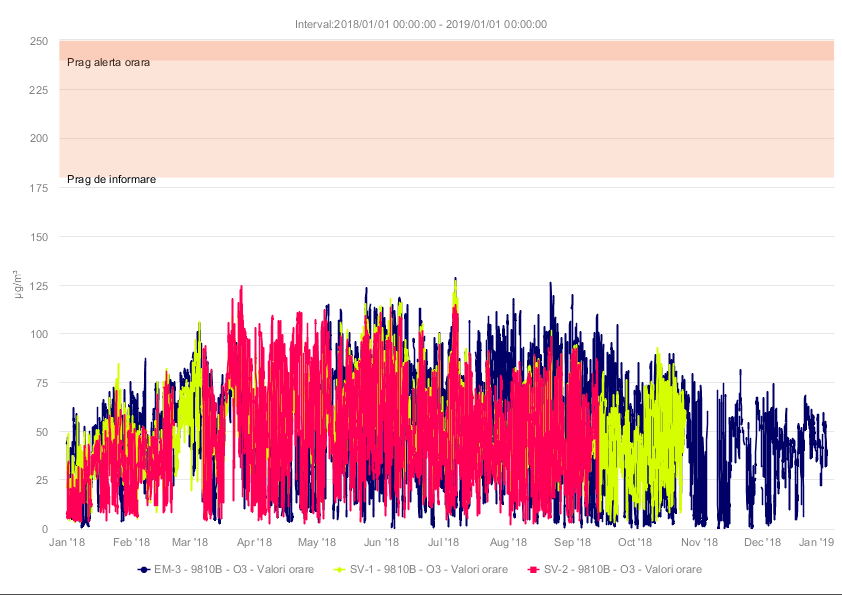 Interval:2018/01/01 00:00:00 - 2019/01/01 00:00:00
250
Prag alerta orara
225
200
Prag de informare
175
150
µg/m³
125
100
75
50
25
0
Jan '18 Feb '18 Mar '18 Apr '18 May '18 Jun '18 Jul '18 Aug '18 Sep '18 Oct '18 Nov '18 Dec '18 Jan '19
EM-3 - 9810B - O3 - Valori orare SV-1 - 9810B - O3 - Valori orare SV-2 - 9810B - O3 - Valori orare